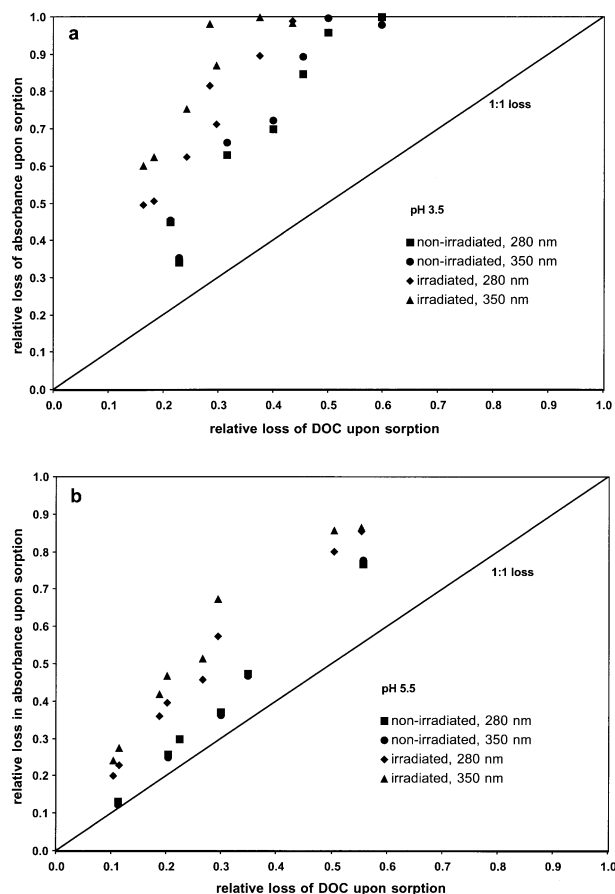 a
1.0
0.9
0.8
0.7
0.6
0.5
0.4
0.3
0.2
0.1
0.0
relative loss of absorbance upon sorption
1:1 loss
pH 3.5
non-irradiated, 280 nm
non-irradiated, 350 nm
irradiated, 280 nm
irradiated, 350 nm
0.0 0.1 0.2 0.3 0.4 0.5 0.6 0.7 0.8 0.9 1.0
relative loss of DOC upon sorption
b
1.0
0.9
0.8
0.7
0.6
0.5
0.4
0.3
0.2
0.1
0.0
relative loss in absorbance upon sorption
1:1 loss
pH 5.5
non-irradiated, 280 nm
non-irradiated, 350 nm
irradiated, 280 nm
irradiated, 350 nm
0.0 0.1 0.2 0.3 0.4 0.5 0.6 0.7 0.8 0.9 1.0
relative loss of DOC upon sorption